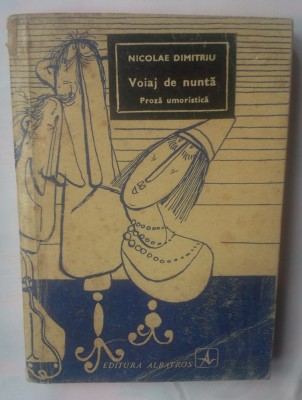 NICOLAE DIMITRIU
Voiaj de nuntă
Proză umoristică
EDITURA ALBATROS